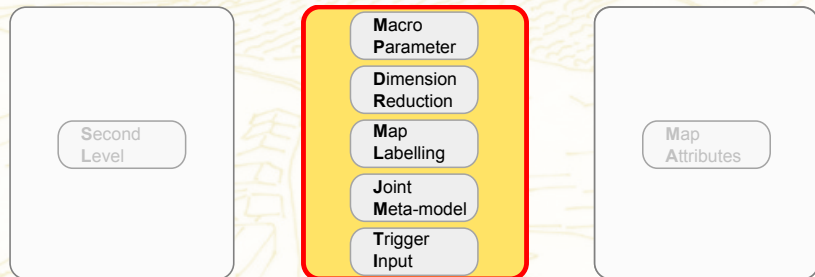 Second
Level
Macro
Parameter
Dimension
Reduction
Map
Labelling
Joint
Meta-model
Trigger
Input
Map
Attributes